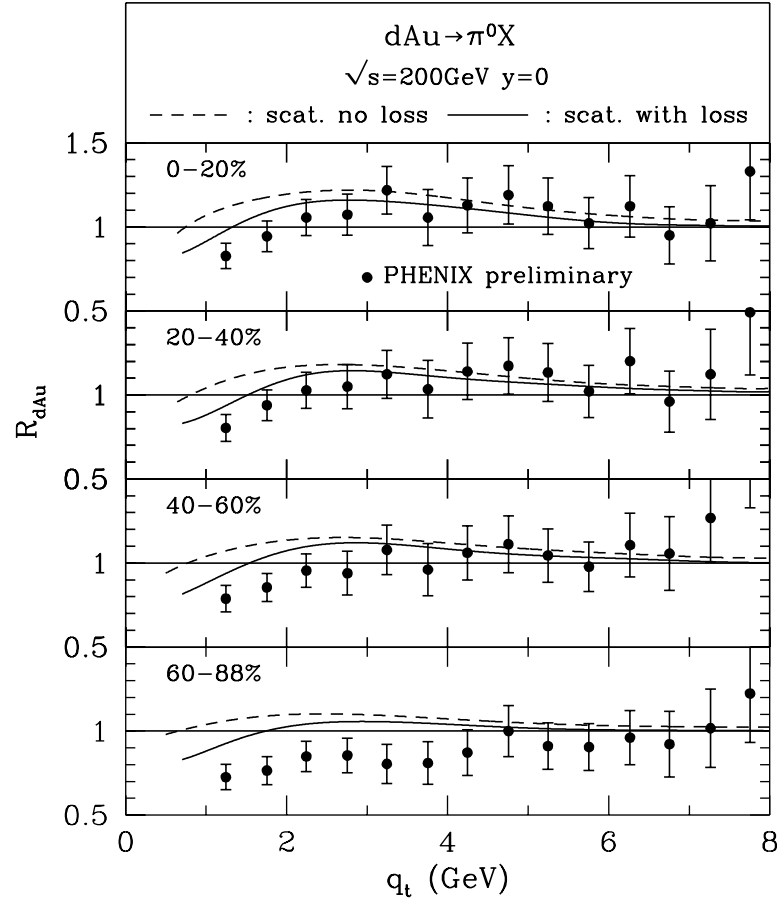 dAu→π⁰X
√s=200GeV y=0
: scat. no loss : scat. with loss
1.5
0−20%
1
PHENIX preliminary
0.5
20−40%
1
0.5
40−60%
1
0.5
60−88%
1
0.5
R_dAu
0 2 4 6 8
q_t (GeV)